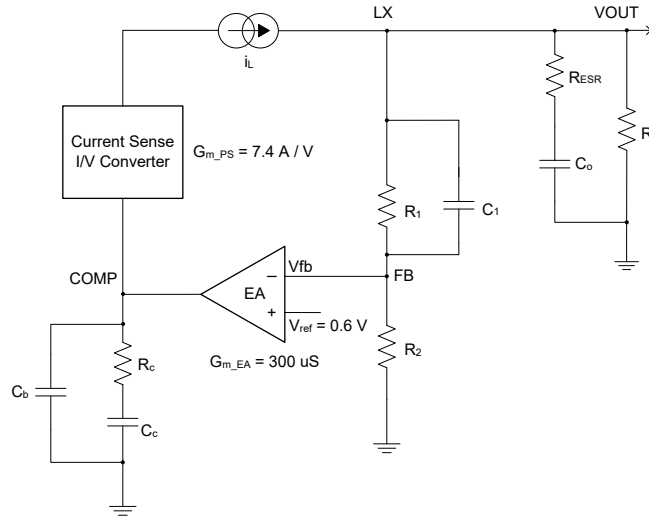 LX
VOUT
iL
RESR
Current Sense
I/V Converter
Gm_PS = 7.4 A / V
R
Co
R1
C1
COMP
Vfb
FB
EA
Vref = 0.6 V
R2
Gm_EA = 300 uS
Rc
Cb
Cc